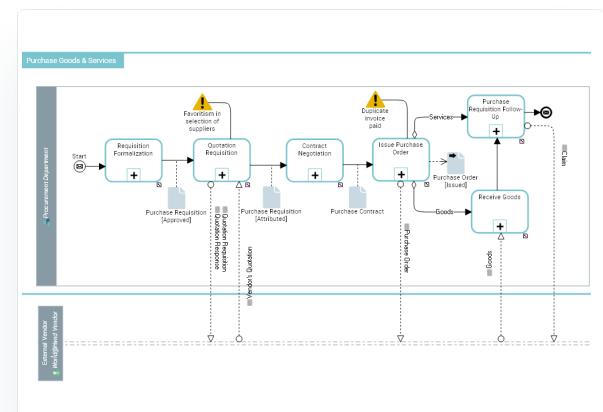 Purchase Goods & Services
Procurement Department
Start
Requisition
Formalization
Purchase Requisition
[Approved]
Favoritism in
selection of
suppliers
Quotation
Requisition
Quotation Requisition
Quotation Response
Vendor's Quotation
Purchase Requisition
[Attributed]
Contract
Negotiation
Purchase Contract
Duplicate
invoice
paid
Issue Purchase
Order
Purchase Order
[Issued]
Services
Goods
Purchase Order
Purchase
Requisition Follow-
Up
Receive Goods
Goods
Claim
External Vendor
Vendor